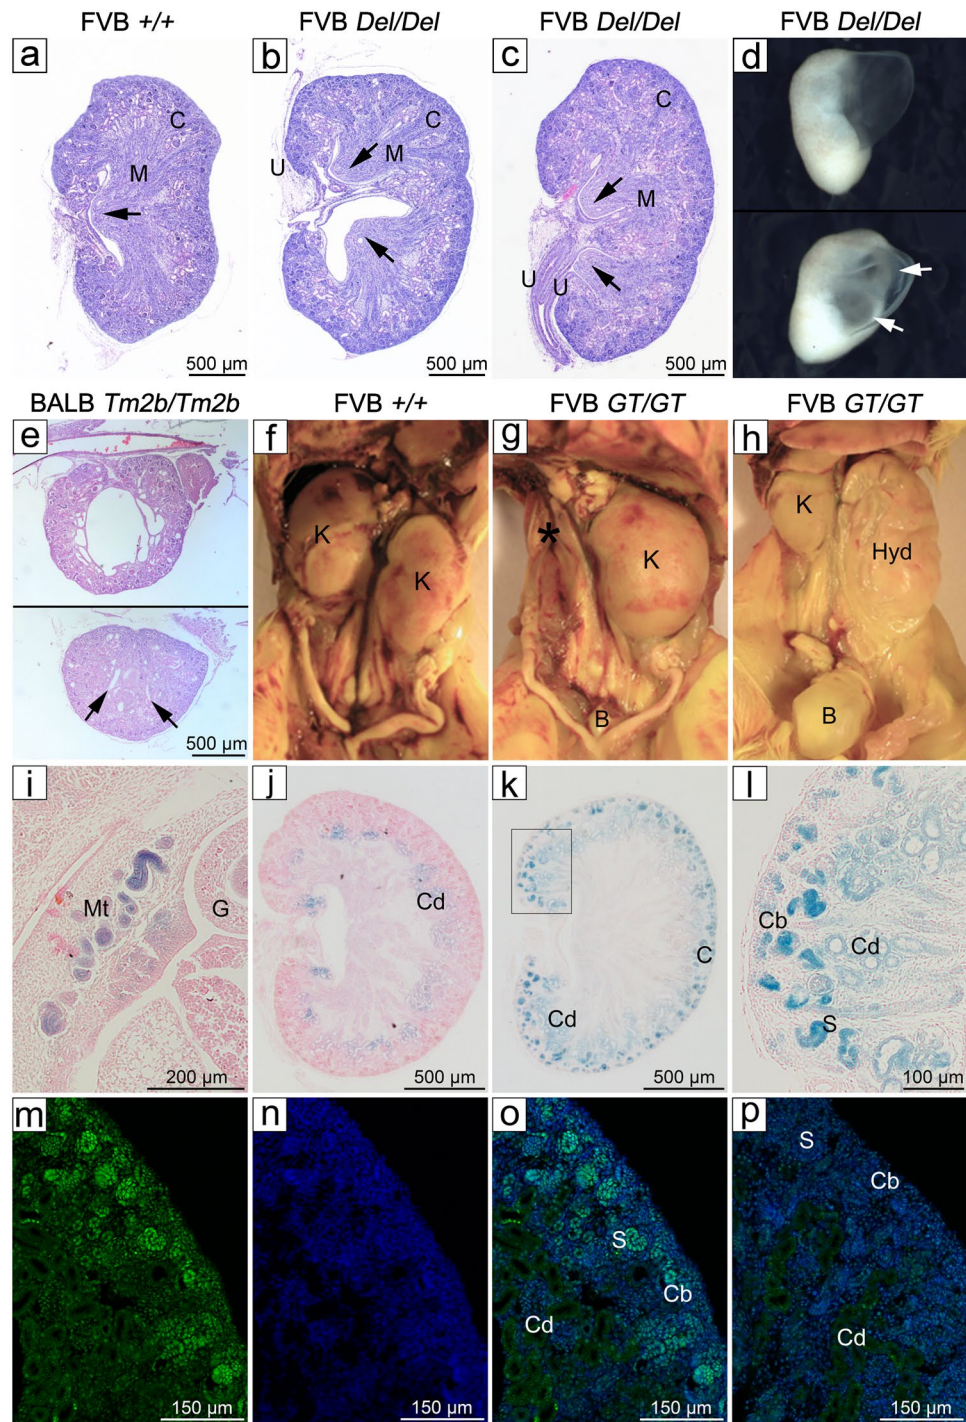 FVB +/+ FVB Del/Del FVB Del/Del FVB Del/Del
a b c d
C
M
500 µm
U
C
M
500 µm
C
M
U U
500 µm
BALB Tm2b/Tm2b FVB +/+ FVB GT/GT FVB GT/GT
e f g h
500 µm
K
K
*
K
B
K
Hyd
B
i j k l
Mt G
200 µm
Cd
500 µm
C
Cd
500 µm
Cb Cd
S
100 µm
m n o p
150 µm
150 µm
S
Cb
Cd
150 µm
S
Cb
Cd
150 µm